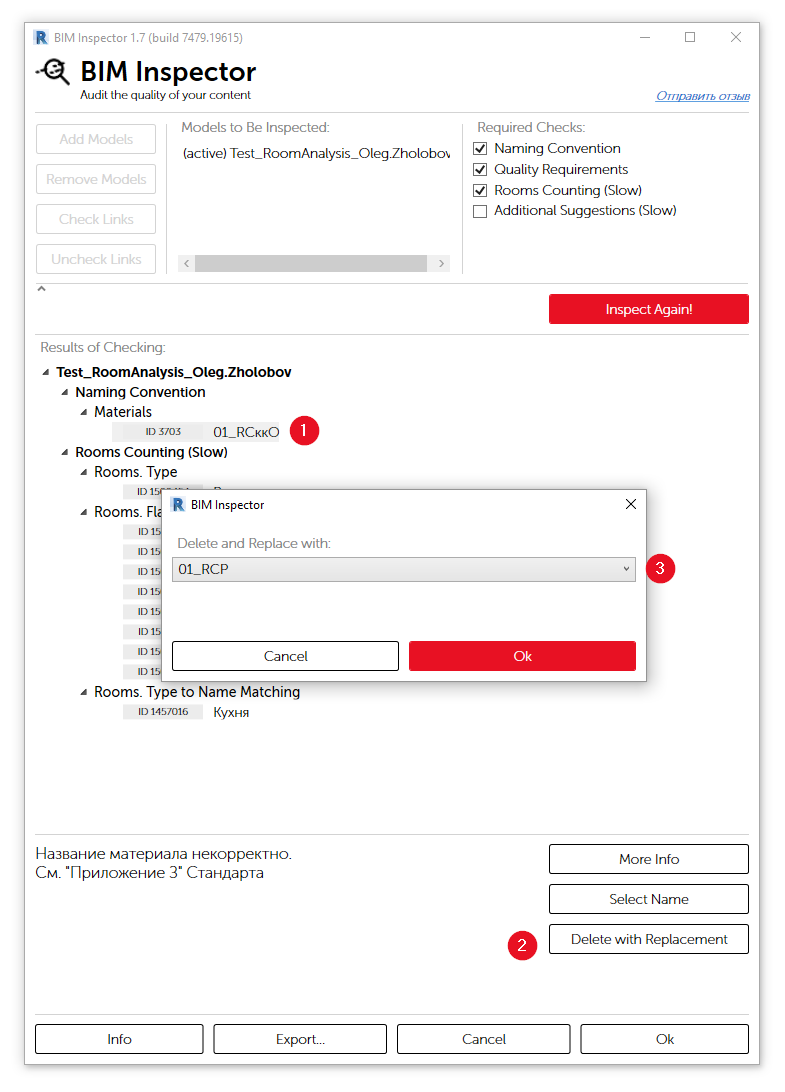 BIM Inspector 1.7 (build 7479.19615)
BIM Inspector
Audit the quality of your content
Отправить отзыв
Add Models
Remove Models
Check Links
Uncheck Links
Models to Be Inspected:
(active) Test_RoomAnalysis_Oleg.Zholobov
Required Checks:
Naming Convention
Quality Requirements
Rooms Counting (Slow)
Additional Suggestions (Slow)
Inspect Again!
Results of Checking:
Test_RoomAnalysis_Oleg.Zholobov
Naming Convention
Materials
ID 3703 01_RCккО 1
Rooms Counting (Slow)
Rooms. Type
Rooms. Fla
ID 15
ID 15
ID 15
ID 15
ID 15
ID 15
ID 15
ID 15
Rooms. Type to Name Matching
ID 1457016 Кухня
BIM Inspector
Delete and Replace with:
01_RCP 3
Cancel
Ok
Название материала некорректно.
См. "Приложение 3" Стандарта
More Info
Select Name
2 Delete with Replacement
Info
Export...
Cancel
Ok